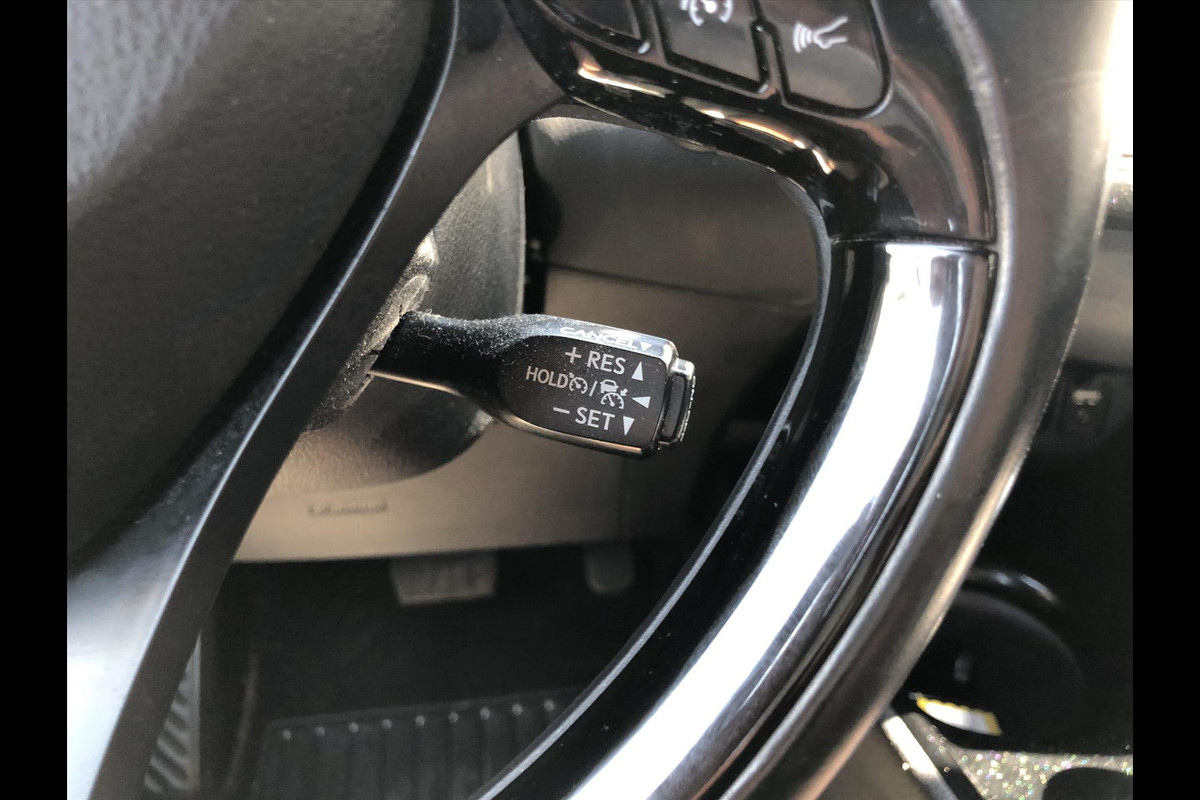 CANCEL▼
+ RES ▲
HOLD / ◀
− SET ▼